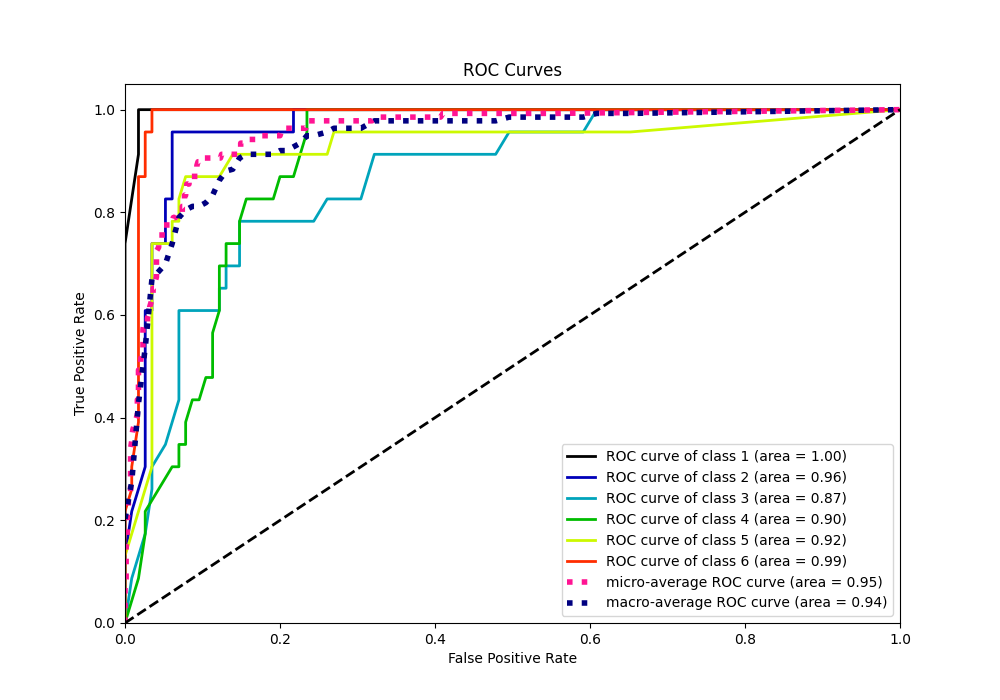 ROC Curves
True Positive Rate
1.0
0.8
0.6
0.4
0.2
0.0
0.0 0.2 0.4 0.6 0.8 1.0
False Positive Rate
ROC curve of class 1 (area = 1.00)
ROC curve of class 2 (area = 0.96)
ROC curve of class 3 (area = 0.87)
ROC curve of class 4 (area = 0.90)
ROC curve of class 5 (area = 0.92)
ROC curve of class 6 (area = 0.99)
micro-average ROC curve (area = 0.95)
macro-average ROC curve (area = 0.94)